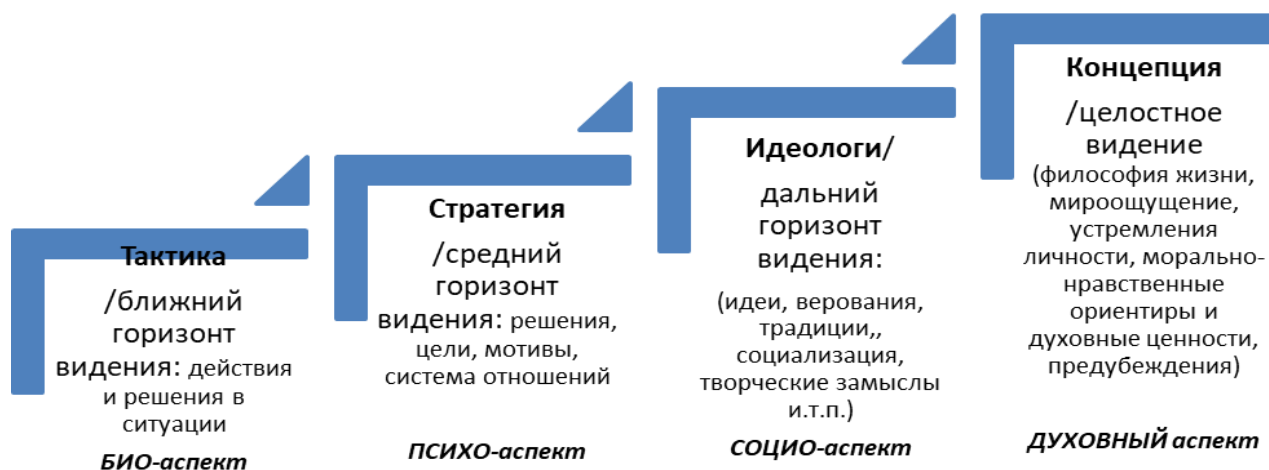 Тактика
/ближний
горизонт
видения: действия
и решения в
ситуации
БИО-аспект
Стратегия
/средний
горизонт
видения: решения,
цели, мотивы,
система отношений
ПСИХО-аспект
Идеологи/
дальний
горизонт
видения:
(идеи, верования,
традиции,,
социализация,
творческие замыслы
и.т.п.)
СОЦИО-аспект
Концепция
/целостное
видение
(философия жизни,
мироощущение,
устремления
личности, морально-
нравственные
ориентиры и
духовные ценности,
предубеждения)
ДУХОВНЫЙ аспект